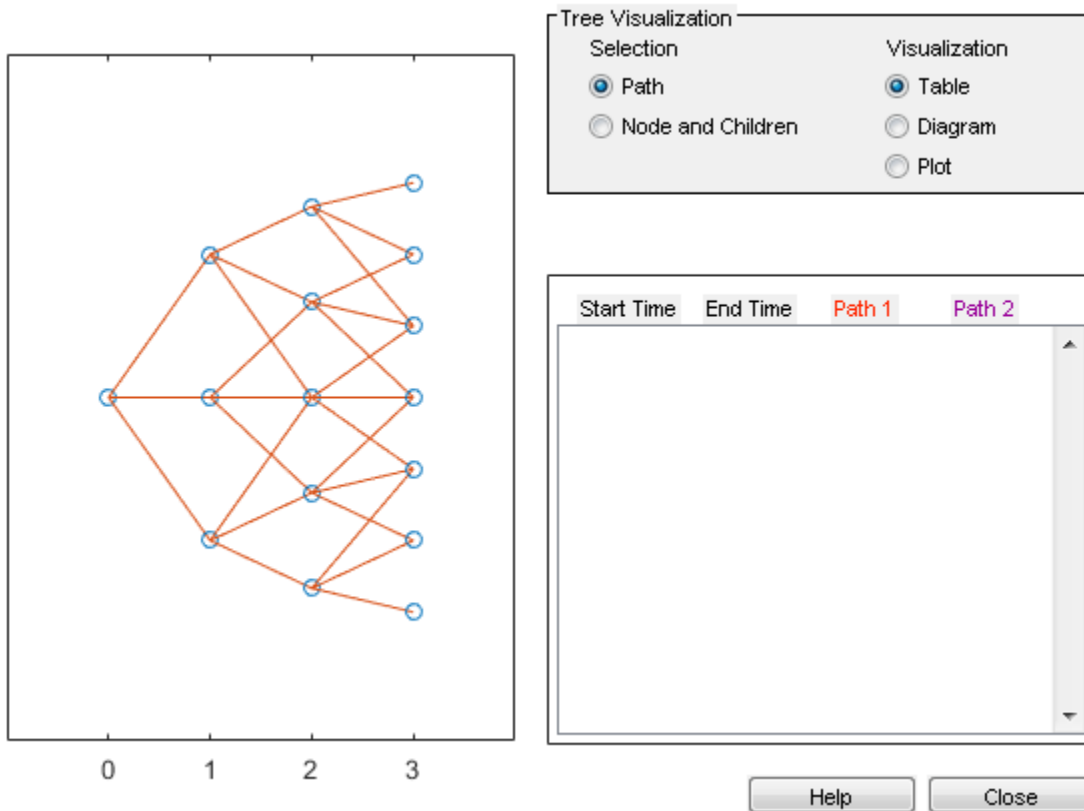 Tree Visualization
Selection
Visualization
Path
Table
Node and Children
Diagram
Plot
Start Time End Time Path 1 Path 2
0 1 2 3
Help Close